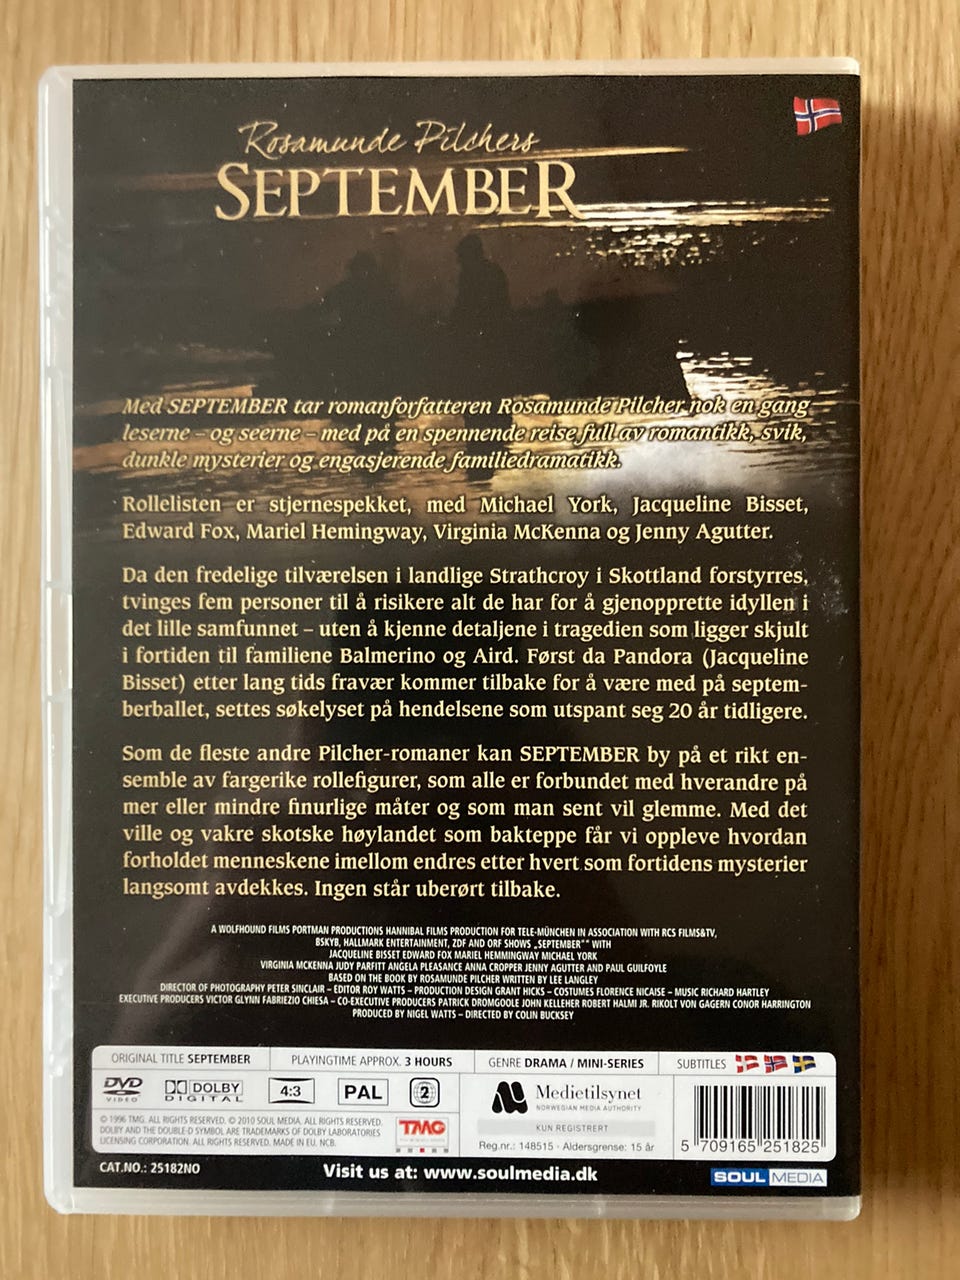 Rosamunde Pilchers
SEPTEMBER
Med SEPTEMBER tar romanforfatteren Rosamunde Pilcher nok en gang
leserne – og seerne – med på en spennende reise full av romantikk, svik,
dunkle mysterier og engasjerende familiedramatikk.
Rollelisten er stjernespekket, med Michael York, Jacqueline Bisset,
Edward Fox, Mariel Hemingway, Virginia McKenna og Jenny Agutter.
Da den fredelige tilværelsen i landlige Strathcroy i Skottland forstyrres,
tvinges fem personer til å risikere alt de har for å gjenopprette idyllen i
det lille samfunnet – uten å kjenne detaljene i tragedien som ligger skjult
i fortiden til familiene Balmerino og Aird. Først da Pandora (Jacqueline
Bisset) etter lang tids fravær kommer tilbake for å være med på septem-
berballet, settes søkelyset på hendelsene som utspant seg 20 år tidligere.
Som de fleste andre Pilcher-romaner kan SEPTEMBER by på et rikt en-
semble av fargerike rollefigurer, som alle er forbundet med hverandre på
mer eller mindre finurlige måter og som man sent vil glemme. Med det
ville og vakre skotske høylandet som bakteppe får vi oppleve hvordan
forholdet menneskene imellom endres etter hvert som fortidens mysterier
langsomt avdekkes. Ingen står uberørt tilbake.
A WOLFHOUND FILMS PORTMAN PRODUCTIONS HANNIBAL FILMS PRODUCTION FOR TELE-MÜNCHEN IN ASSOCIATION WITH RCS FILMS&TV,
BSKYB, HALLMARK ENTERTAINMENT, ZDF AND ORF SHOWS „SEPTEMBER"" WITH
JACQUELINE BISSET EDWARD FOX MARIEL HEMMINGWAY MICHAEL YORK
VIRGINIA MCKENNA JUDY PARFITT ANGELA PLEASANCE ANNA CROPPER JENNY AGUTTER AND PAUL GUILFOYLE
BASED ON THE BOOK BY ROSAMUNDE PILCHER WRITTEN BY LEE LANGLEY
DIRECTOR OF PHOTOGRAPHY PETER SINCLAIR – EDITOR ROY WATTS – PRODUCTION DESIGN GRANT HICKS – COSTUMES FLORENCE NICAISE – MUSIC RICHARD HARTLEY
EXECUTIVE PRODUCERS VICTOR GLYNN FABRIEZIO CHIESA – CO-EXECUTIVE PRODUCERS PATRICK DROMGOOLE JOHN KELLEHER ROBERT HALMI JR. RIKOLT VON GAGERN CONOR HARRINGTON
PRODUCED BY NIGEL WATTS – DIRECTED BY COLIN BUCKSEY
ORIGINAL TITLE SEPTEMBER PLAYINGTIME APPROX. 3 HOURS GENRE DRAMA / MINI-SERIES SUBTITLES
DVD VIDEO DOLBY DIGITAL 4:3 PAL 2
Medietilsynet
NORWEGIAN MEDIA AUTHORITY
KUN REGISTRERT
Reg.nr.: 148515 · Aldersgrense: 15 år
© 1996 TMG. ALL RIGHTS RESERVED. © 2010 SOUL MEDIA. ALL RIGHTS RESERVED.
DOLBY AND THE DOUBLE-D SYMBOL ARE TRADEMARKS OF DOLBY LABORATORIES
LICENSING CORPORATION. ALL RIGHTS RESERVED. MADE IN EU. NCB.
TMG
5 709165 251825
CAT.NO.: 25182NO
Visit us at: www.soulmedia.dk
SOUL MEDIA